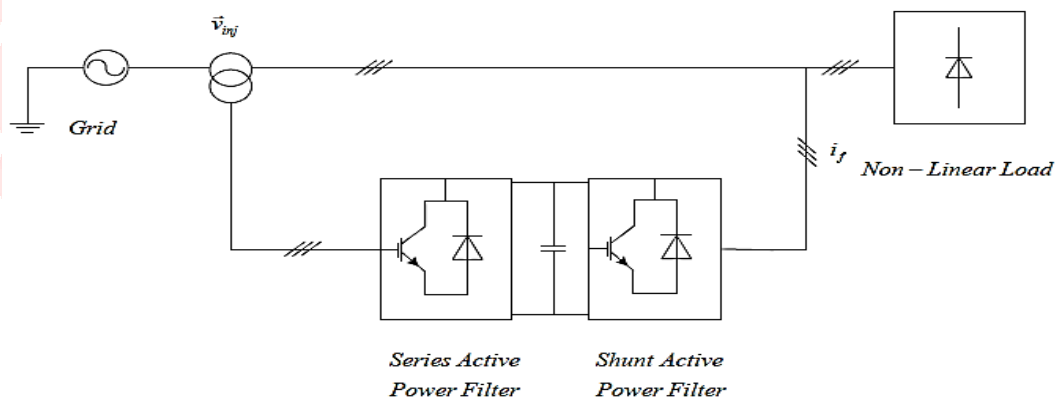 v⃗inj
Grid
if
Non – Linear Load
Series Active
Power Filter
Shunt Active
Power Filter